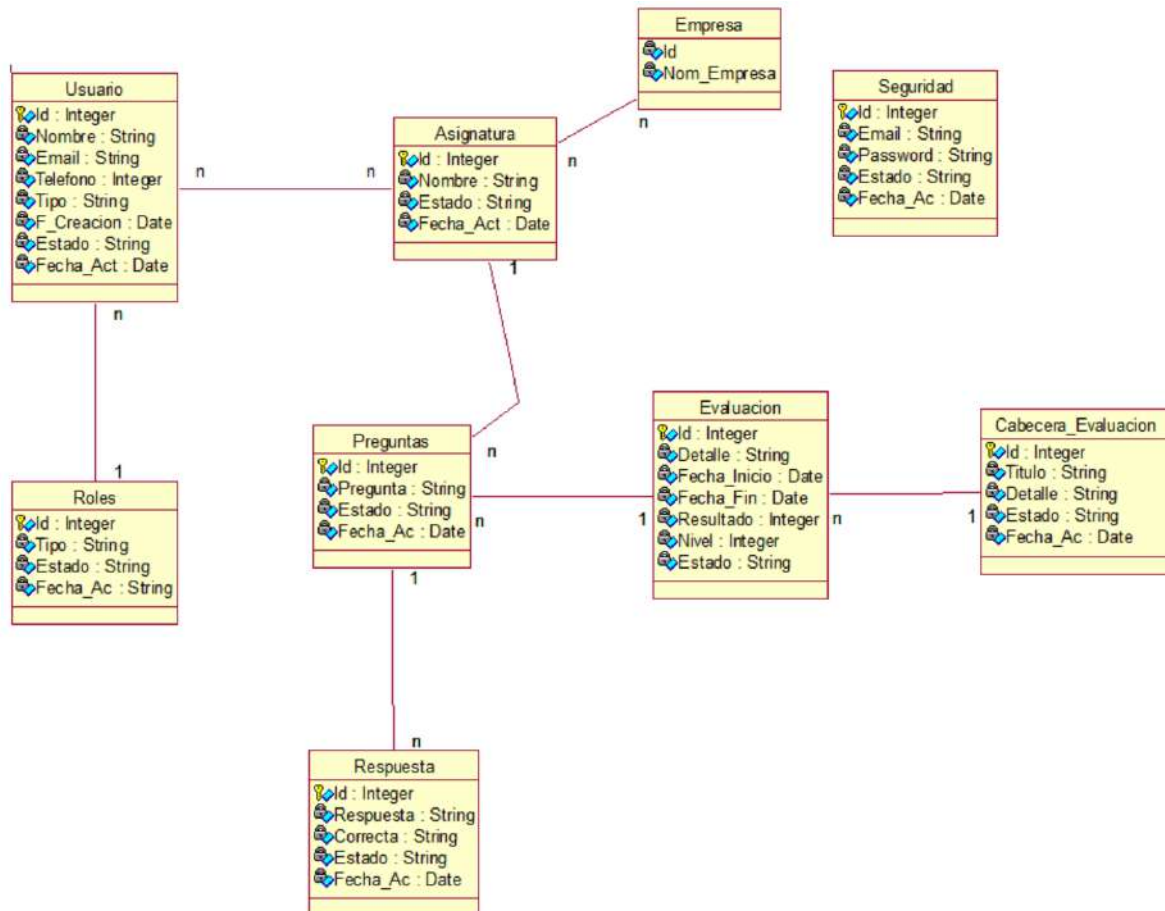 Empresa
Id
Nom_Empresa
n
Usuario
Id : Integer
Nombre : String
Email : String
Telefono : Integer
Tipo : String
F_Creacion : Date
Estado : String
Fecha_Act : Date
n
n
Asignatura
Id : Integer
Nombre : String
Estado : String
Fecha_Act : Date
n
n
1
Seguridad
Id : Integer
Email : String
Password : String
Estado : String
Fecha_Ac : Date
1
Roles
Id : Integer
Tipo : String
Estado : String
Fecha_Ac : String
Preguntas
Id : Integer
Pregunta : String
Estado : String
Fecha_Ac : Date
n
n
1
Evaluacion
Id : Integer
Detalle : String
Fecha_Inicio : Date
Fecha_Fin : Date
Resultado : Integer
Nivel : Integer
Estado : String
1
n
Cabecera_Evaluacion
Id : Integer
Titulo : String
Detalle : String
Estado : String
Fecha_Ac : Date
1
n
Respuesta
Id : Integer
Respuesta : String
Correcta : String
Estado : String
Fecha_Ac : Date